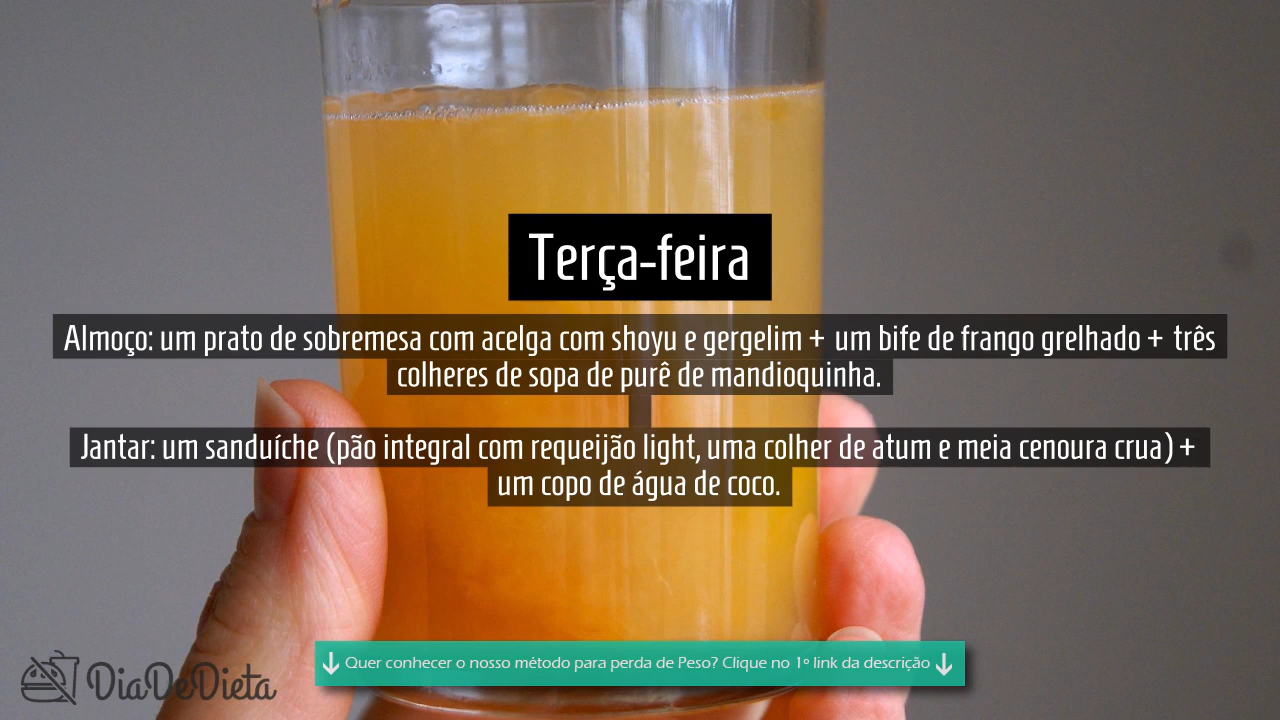 Terça-feira
Almoço: um prato de sobremesa com acelga com shoyu e gergelim + um bife de frango grelhado + três
colheres de sopa de purê de mandioquinha.
Jantar: um sanduíche (pão integral com requeijão light, uma colher de atum e meia cenoura crua) +
um copo de água de coco.
Quer conhecer o nosso método para perda de Peso? Clique no 1º link da descrição
DiaDeDieta